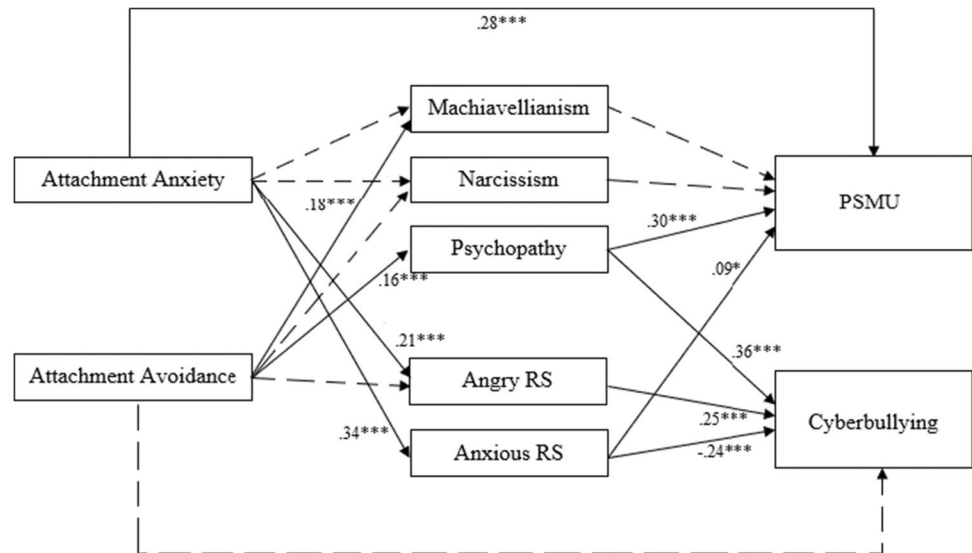 .28***
Machiavellianism
Attachment Anxiety
Narcissism
PSMU
.18***
.30***
Psychopathy
.09*
.16***
.21***
.36***
Attachment Avoidance
Angry RS
.25***
Cyberbullying
.34***
Anxious RS
-.24***